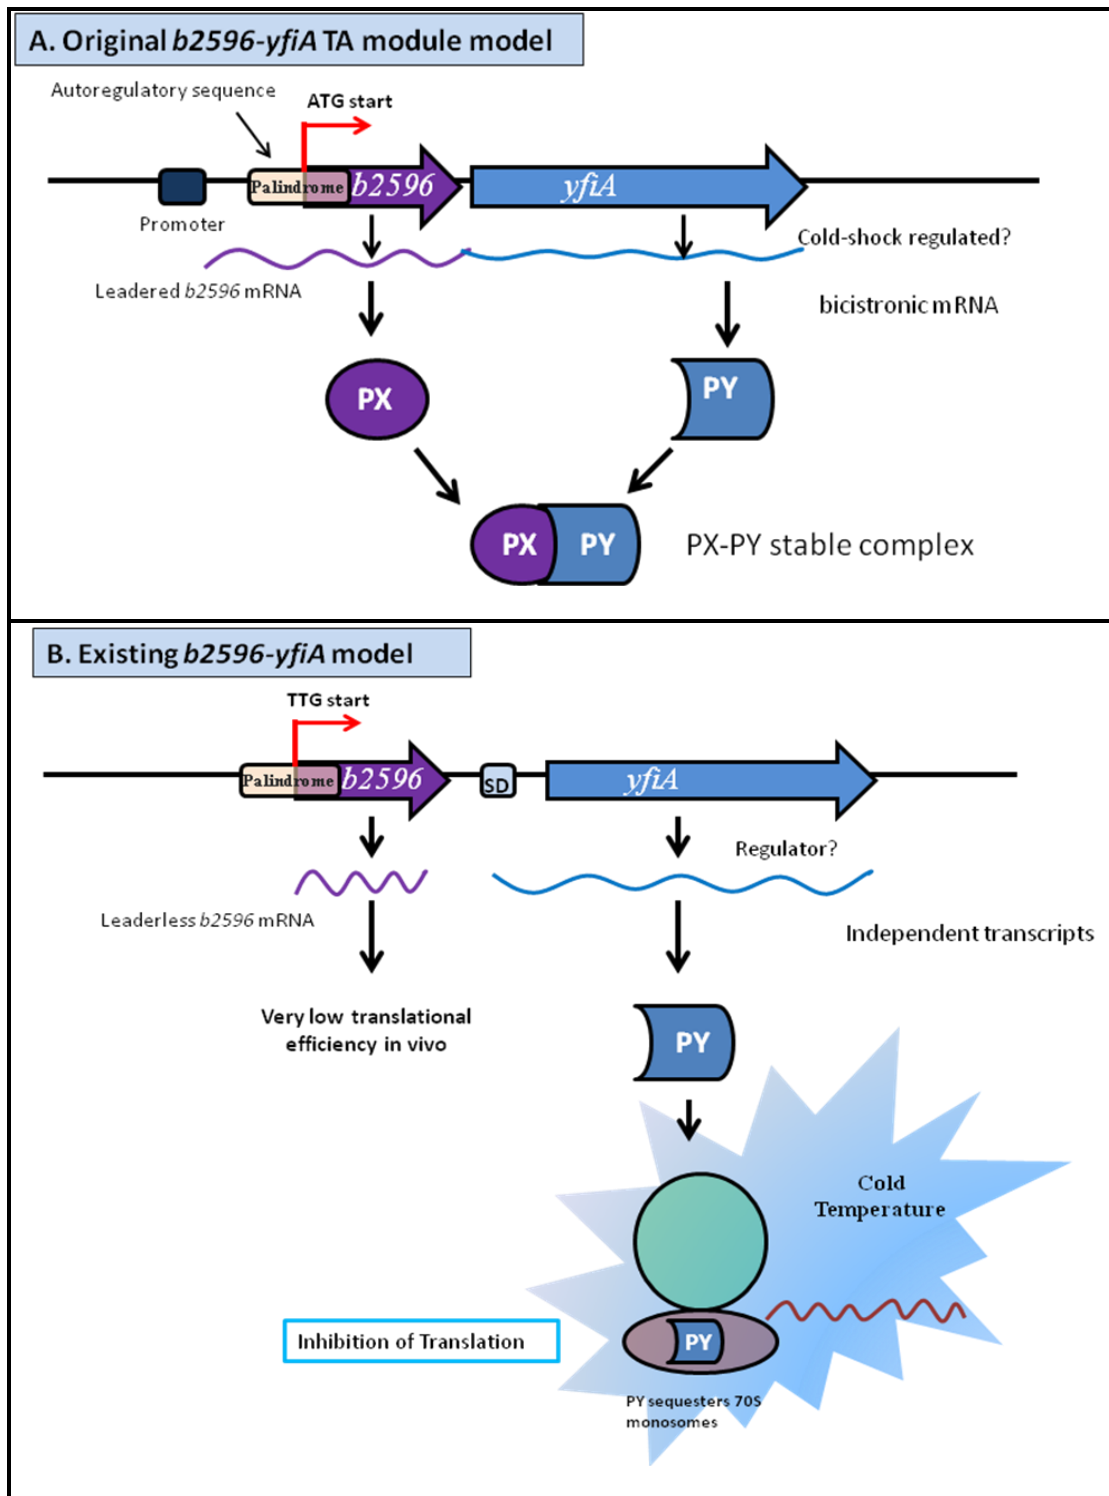 A. Original b2596-yfiA TA module model
Autoregulatory sequence
ATG start
Palindrome
b2596
yfiA
Promoter
Cold-shock regulated?
Leadered b2596 mRNA
bicistronic mRNA
PX
PY
PX
PY
PX-PY stable complex
B. Existing b2596-yfiA model
TTG start
Palindrome
b2596
SD
yfiA
Regulator?
Leaderless b2596 mRNA
Independent transcripts
Very low translational
efficiency in vivo
PY
Cold
Temperature
Inhibition of Translation
PY
PY sequesters 70S
monosomes